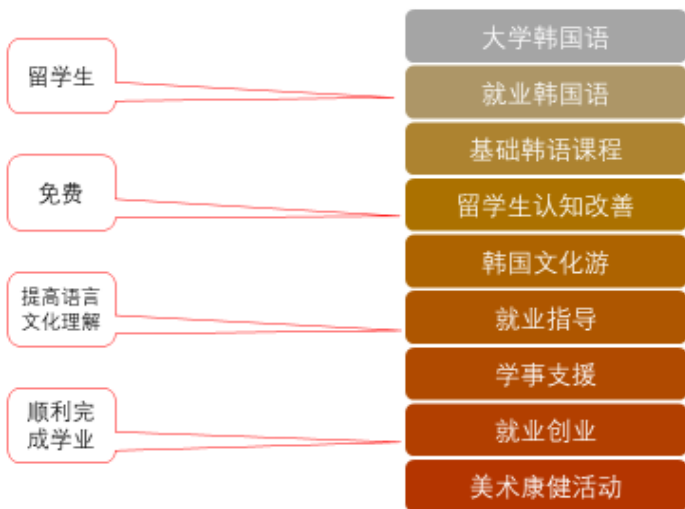 留学生
免费
提高语言
文化理解
顺利完
成学业
大学韩国语
就业韩国语
基础韩语课程
留学生认知改善
韩国文化游
就业指导
学事支援
就业创业
美术康健活动